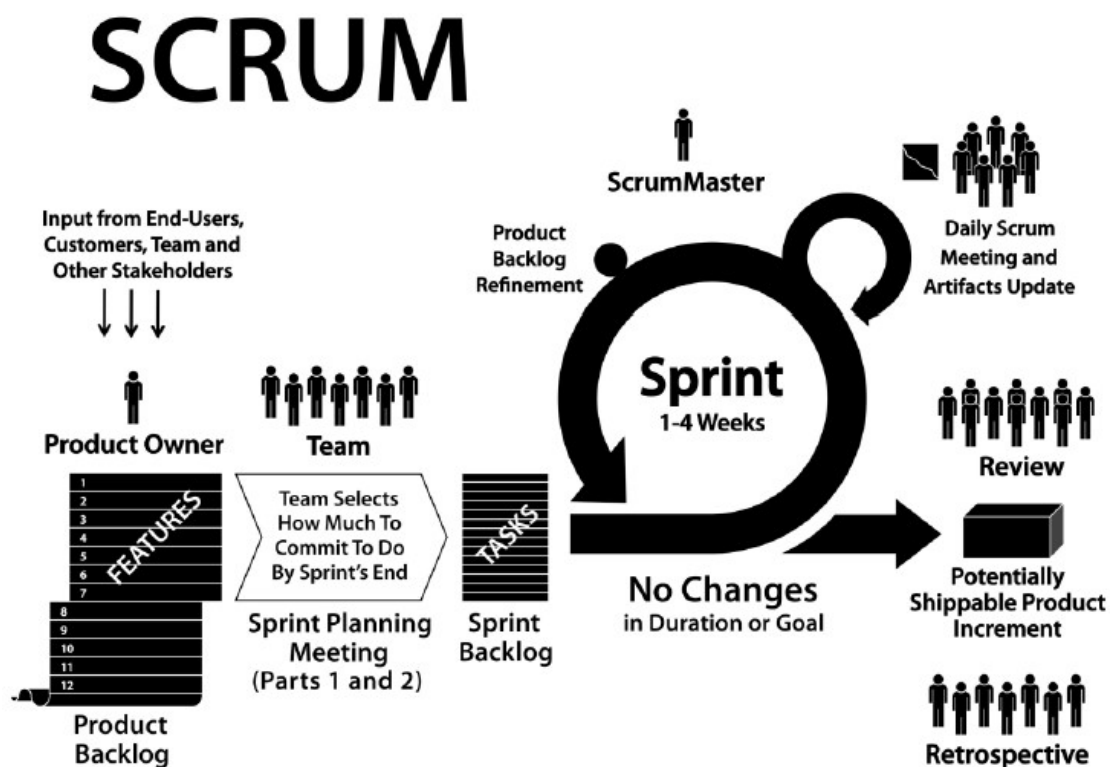 SCRUM
Input from End-Users,
Customers, Team and
Other Stakeholders
Product Owner
1
2
3
4
5
6
7
FEATURES
8
9
10
11
12
Product
Backlog
Team
Team Selects
How Much To
Commit To Do
By Sprint's End
Sprint Planning
Meeting
(Parts 1 and 2)
TASKS
Sprint
Backlog
ScrumMaster
Product
Backlog
Refinement
Sprint
1-4 Weeks
No Changes
in Duration or Goal
Daily Scrum
Meeting and
Artifacts Update
Review
Potentially
Shippable Product
Increment
Retrospective